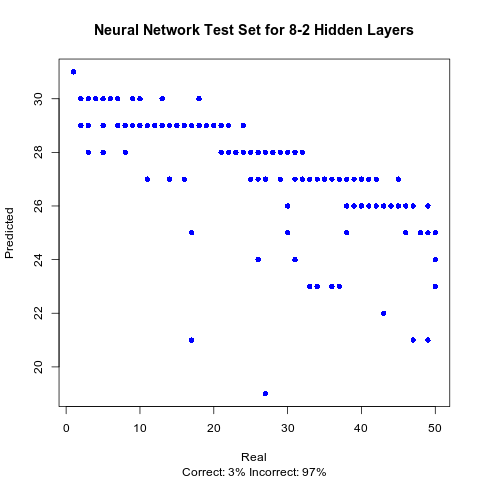 Neural Network Test Set for 8-2 Hidden Layers
Predicted
30
28
26
24
22
20
0 10 20 30 40 50
Real
Correct: 3% Incorrect: 97%